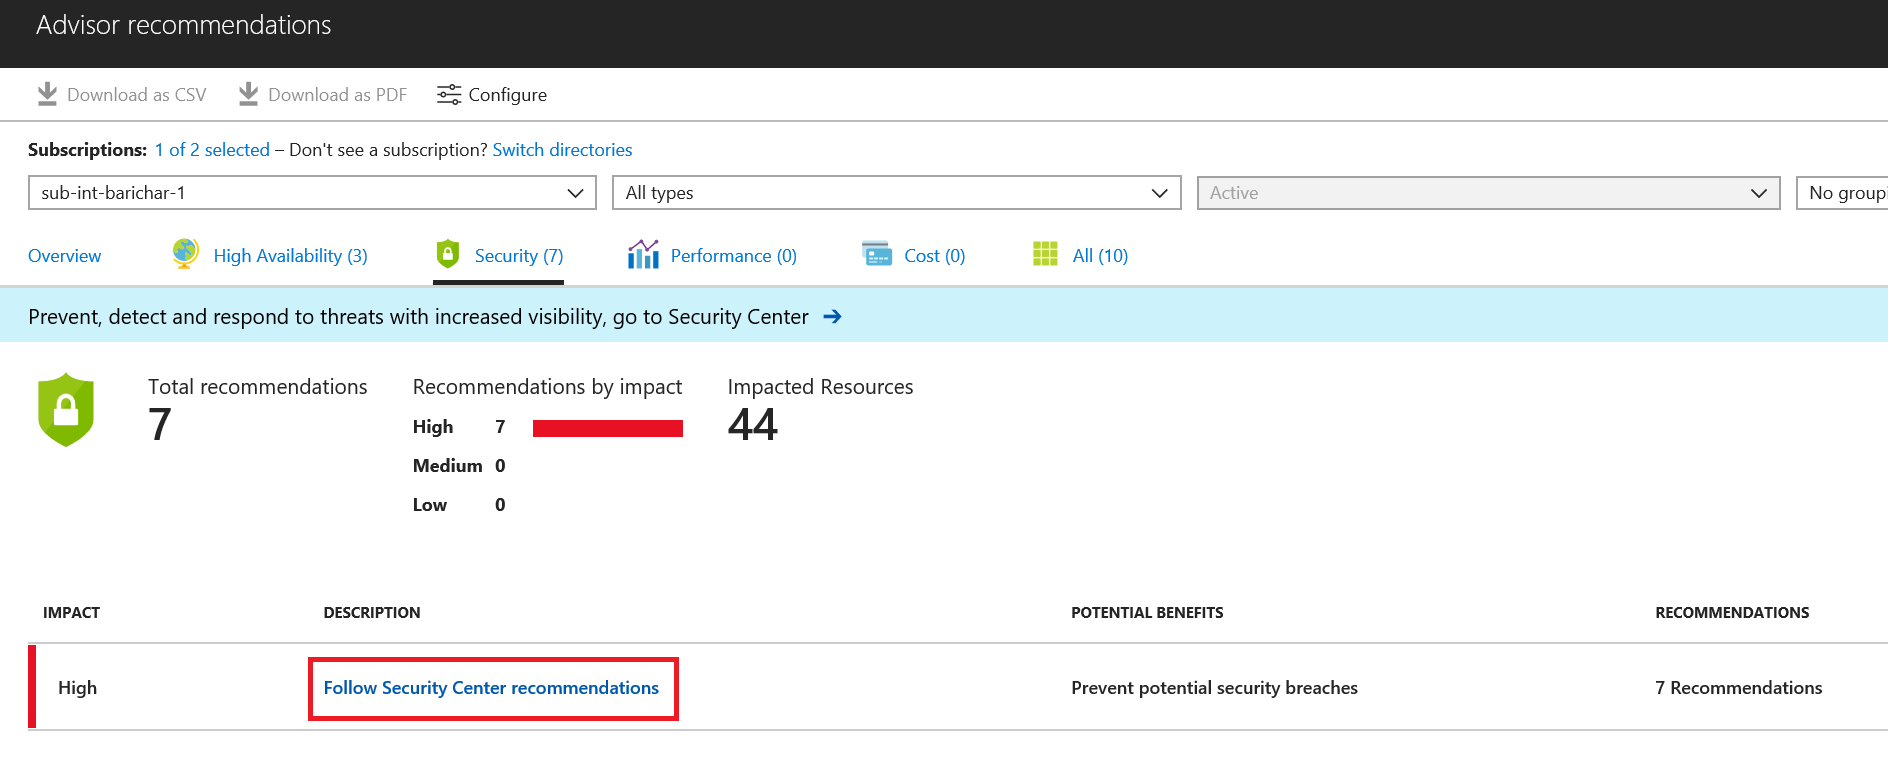 Advisor recommendations
Download as CSV Download as PDF Configure
Subscriptions: 1 of 2 selected – Don't see a subscription? Switch directories
sub-int-barichar-1 All types Active No groupi
Overview High Availability (3) Security (7) Performance (0) Cost (0) All (10)
Prevent, detect and respond to threats with increased visibility, go to Security Center →
Total recommendations Recommendations by impact Impacted Resources
7 High 7 44
Medium 0
Low 0
IMPACT DESCRIPTION POTENTIAL BENEFITS RECOMMENDATIONS
High Follow Security Center recommendations Prevent potential security breaches 7 Recommendations